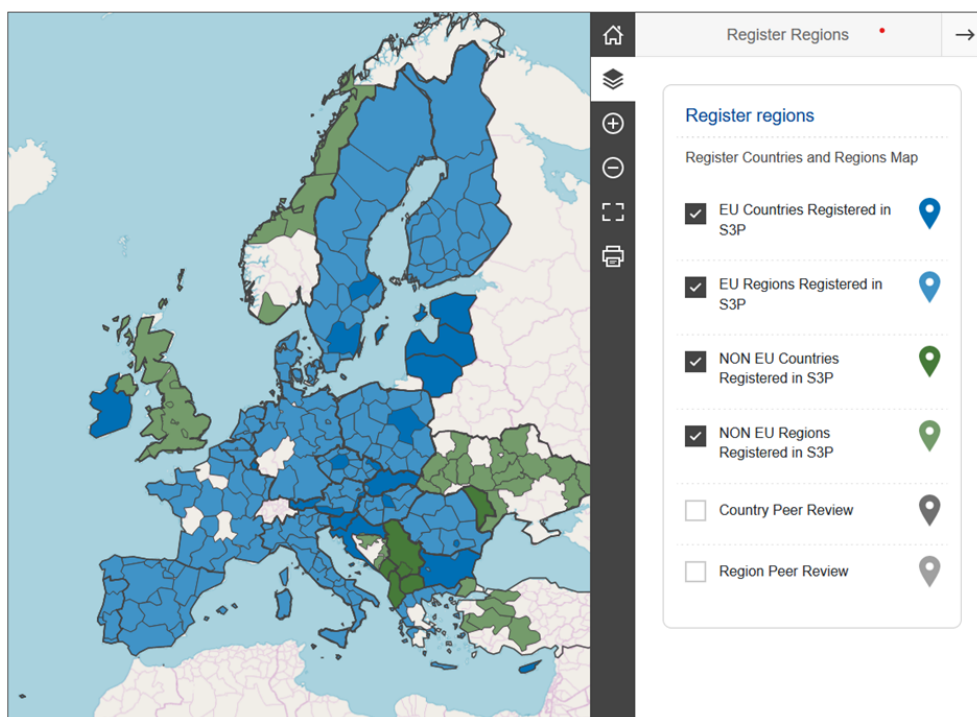 Register Regions
Register regions
Register Countries and Regions Map
EU Countries Registered in
S3P
EU Regions Registered in
S3P
NON EU Countries
Registered in S3P
NON EU Regions
Registered in S3P
Country Peer Review
Region Peer Review